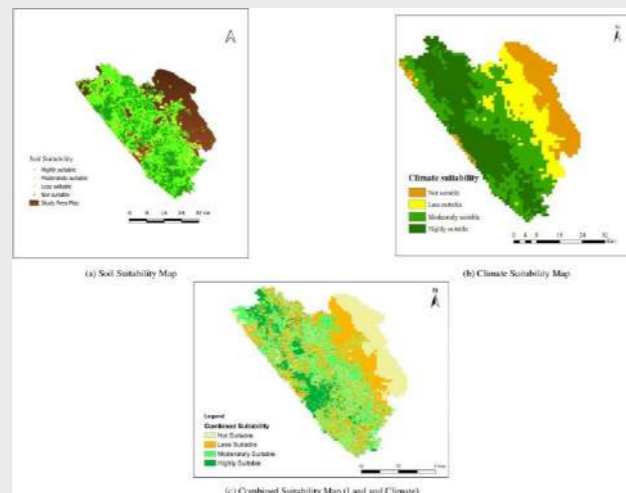 Soil Suitability
Highly suitable
Moderately suitable
Less suitable
Not suitable
Study Area Map
(a) Soil Suitability Map
N
Climate suitability
Not suitable
Less suitable
Moderately suitable
Highly suitable
(b) Climate Suitability Map
N
Legend
Combined Suitability
Not Suitable
Less Suitable
Moderately Suitable
Highly Suitable
(c) Combined Suitability Map (Land and Climate)